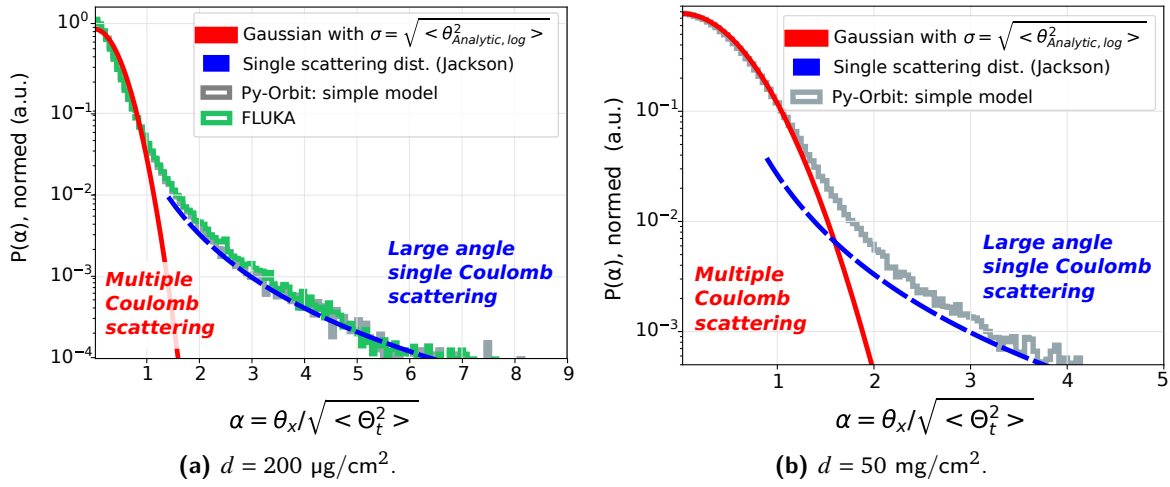 P(α), normed (a.u.)
10⁰
10⁻¹
10⁻²
10⁻³
10⁻⁴
Gaussian with σ = √< θ²_Analytic, log >
Single scattering dist. (Jackson)
Py-Orbit: simple model
FLUKA
Multiple
Coulomb
scattering
Large angle
single Coulomb
scattering
1 2 3 4 5 6 7 8 9
α = θₓ/√< Θ²_t >
(a) d = 200 µg/cm².
P(α), normed (a.u.)
10⁻¹
10⁻²
10⁻³
Gaussian with σ = √< θ²_Analytic, log >
Single scattering dist. (Jackson)
Py-Orbit: simple model
Multiple
Coulomb
scattering
Large angle
single Coulomb
scattering
1 2 3 4 5
α = θₓ/√< Θ²_t >
(b) d = 50 mg/cm².